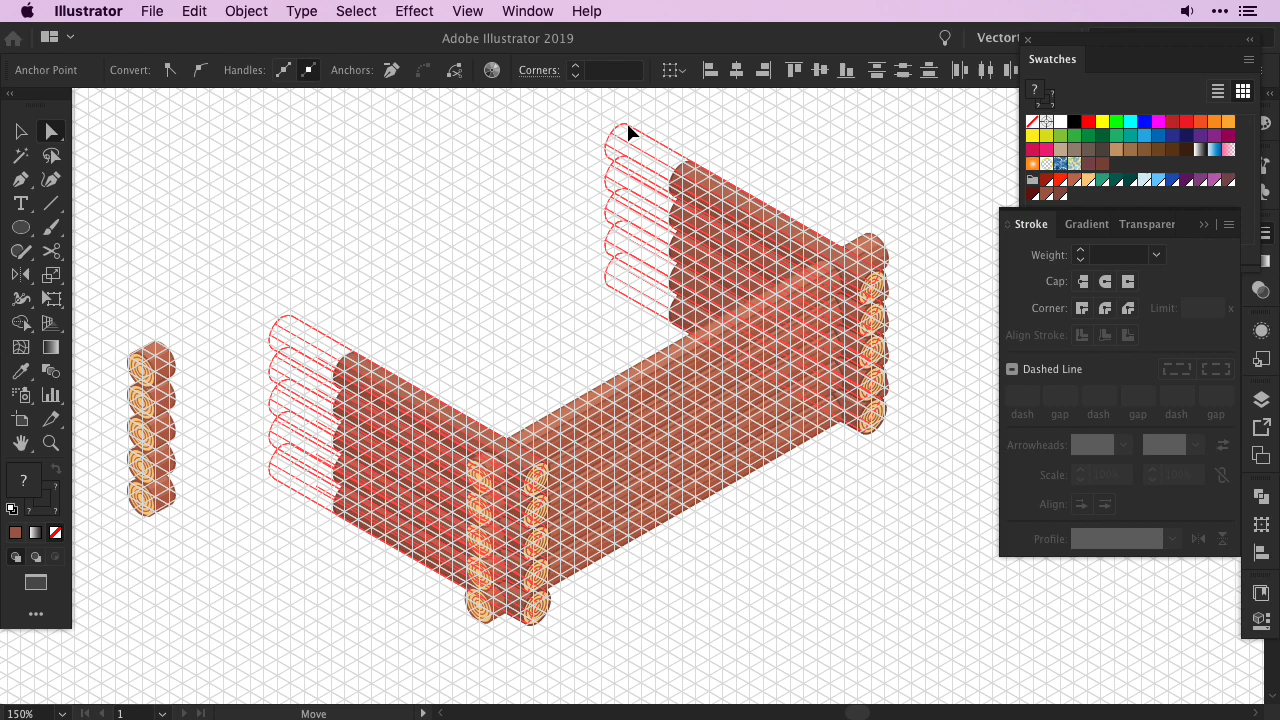 Illustrator File Edit Object Type Select Effect View Window Help
Adobe Illustrator 2019
Anchor Point Convert: Handles: Anchors: Corners:
Swatches
?
?
?
Stroke Gradient Transparer
Weight:
Cap:
Corner: Limit: x
Align Stroke:
Dashed Line
dash gap dash gap dash gap
Arrowheads:
Scale: 100% 100%
Align:
Profile:
T
?
?
?
150% 1 Move